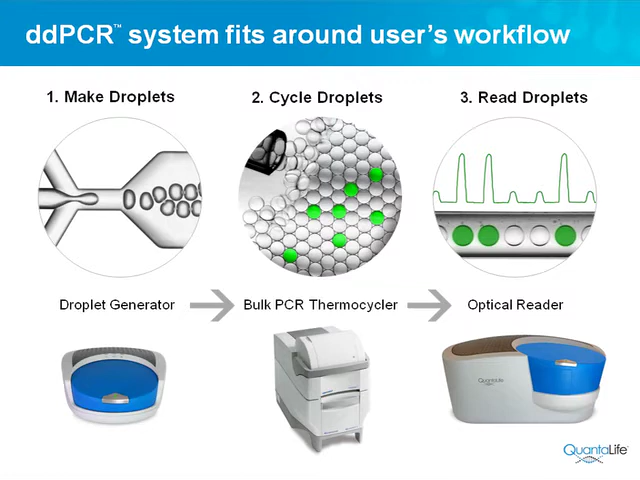 ddPCR™ system fits around user's workflow
1. Make Droplets
2. Cycle Droplets
3. Read Droplets
Droplet Generator
Bulk PCR Thermocycler
Optical Reader
QuantaLife
QuantaLife™